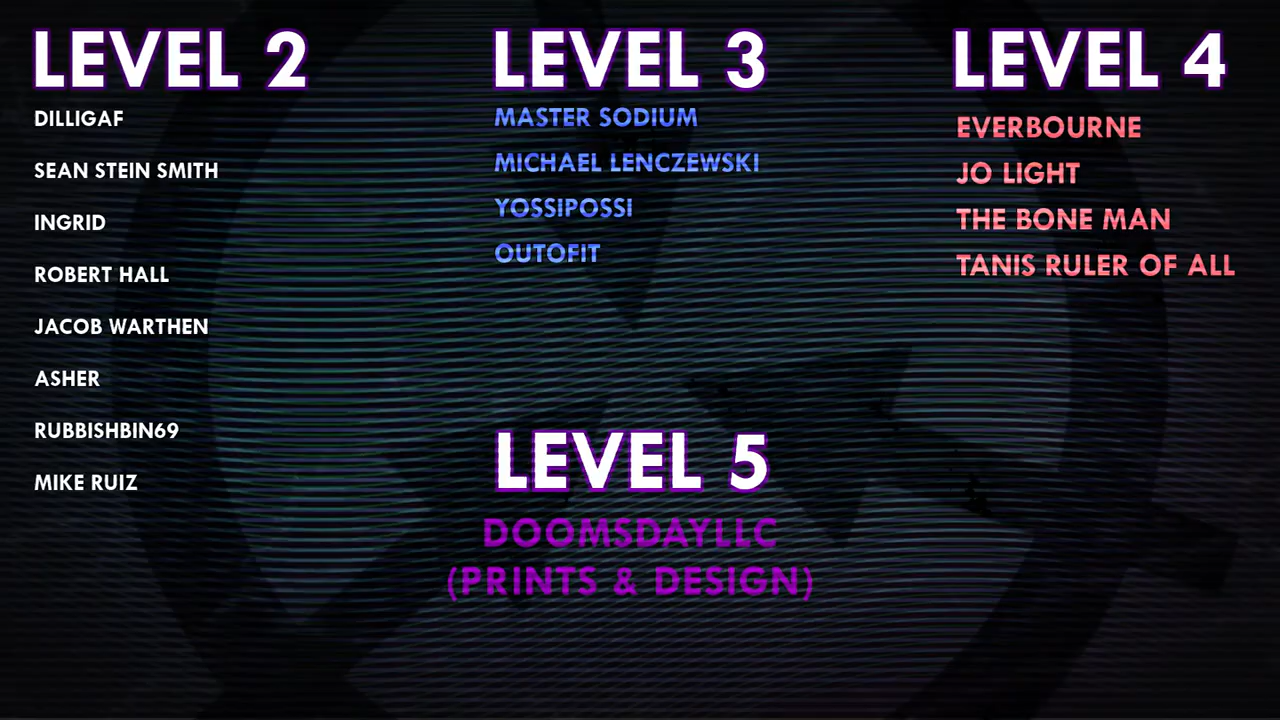 LEVEL 2
DILLIGAF
SEAN STEIN SMITH
INGRID
ROBERT HALL
JACOB WARTHEN
ASHER
RUBBISHBIN69
MIKE RUIZ
LEVEL 3
MASTER SODIUM
MICHAEL LENCZEWSKI
YOSSIPOSSI
OUTOFIT
LEVEL 4
EVERBOURNE
JO LIGHT
THE BONE MAN
TANIS RULER OF ALL
LEVEL 5
DOOMSDAYLLC
(PRINTS & DESIGN)